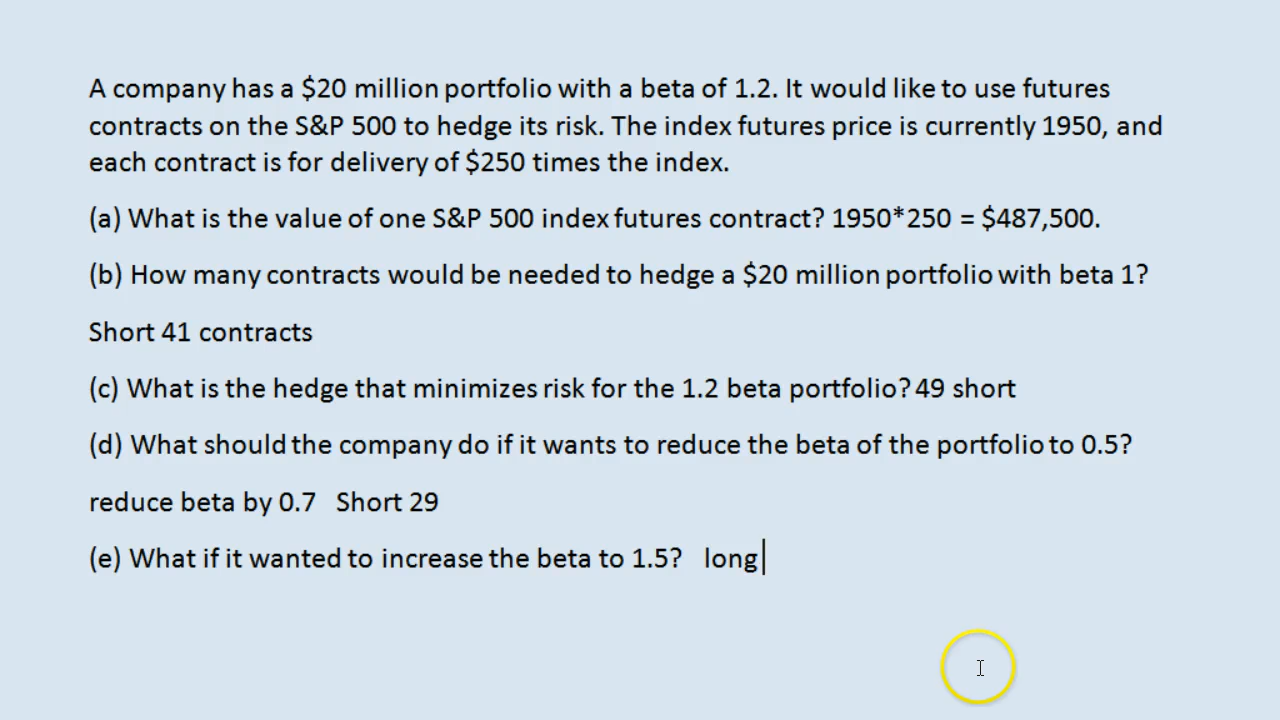 A company has a $20 million portfolio with a beta of 1.2. It would like to use futures
contracts on the S&P 500 to hedge its risk. The index futures price is currently 1950, and
each contract is for delivery of $250 times the index.
(a) What is the value of one S&P 500 index futures contract? 1950*250 = $487,500.
(b) How many contracts would be needed to hedge a $20 million portfolio with beta 1?
Short 41 contracts
(c) What is the hedge that minimizes risk for the 1.2 beta portfolio? 49 short
(d) What should the company do if it wants to reduce the beta of the portfolio to 0.5?
reduce beta by 0.7 Short 29
(e) What if it wanted to increase the beta to 1.5? long